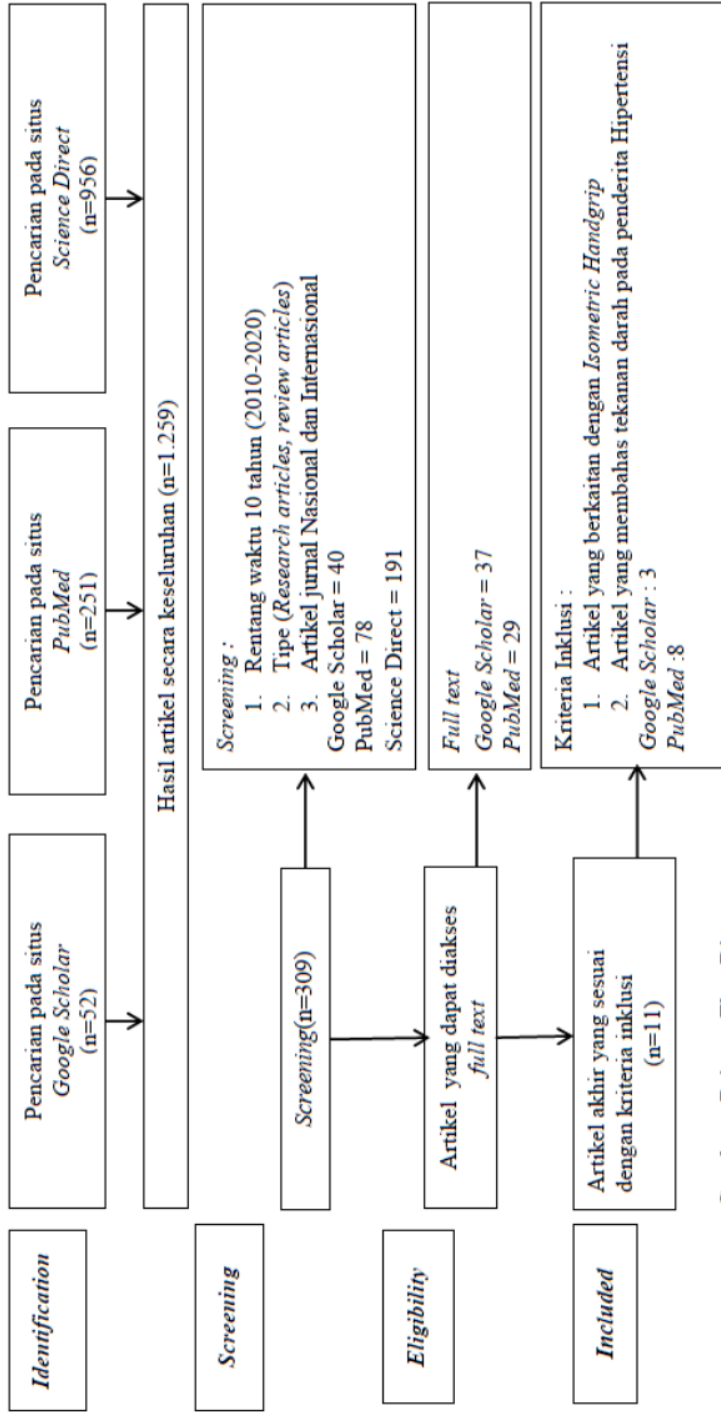 Identification
Pencarian pada situs
Google Scholar
(n=52)
Pencarian pada situs
PubMed
(n=251)
Pencarian pada situs
Science Direct
(n=956)
Hasil artikel secara keseluruhan (n=1.259)
Screening
Screening(n=309)
Screening :
1. Rentang waktu 10 tahun (2010-2020)
2. Tipe (Research articles, review articles)
3. Artikel jurnal Nasional dan Internasional
Google Scholar = 40
PubMed = 78
Science Direct = 191
Eligibility
Artikel yang dapat diakses
full text
Full text
Google Scholar = 37
PubMed = 29
Included
Artikel akhir yang sesuai
dengan kriteria inklusi
(n=11)
Kriteria Inklusi :
1. Artikel yang berkaitan dengan Isometric Handgrip
2. Artikel yang membahas tekanan darah pada penderita Hipertensi
Google Scholar : 3
PubMed :8